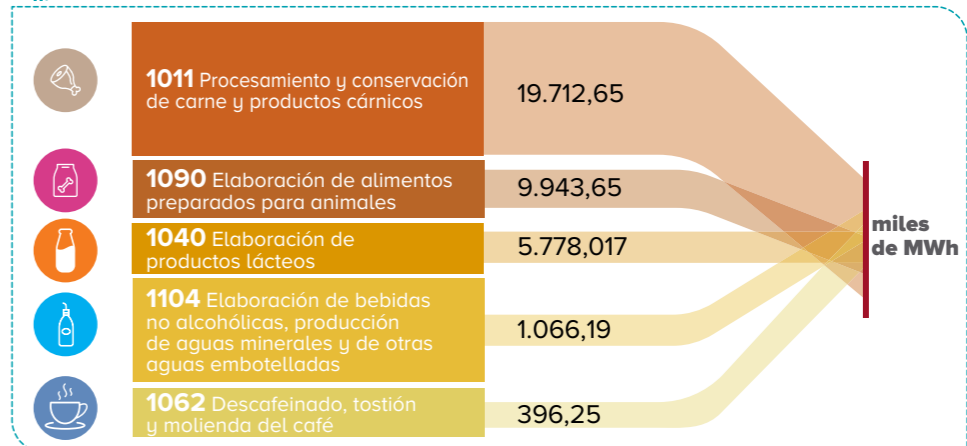 1011 Procesamiento y conservación
de carne y productos cárnicos
19.712,65
1090 Elaboración de alimentos
preparados para animales
9.943,65
1040 Elaboración de
productos lácteos
5.778,017
1104 Elaboración de bebidas
no alcohólicas, producción
de aguas minerales y de otras
aguas embotelladas
1.066,19
1062 Descafeinado, tostión
y molienda del café
396,25
miles
de MWh